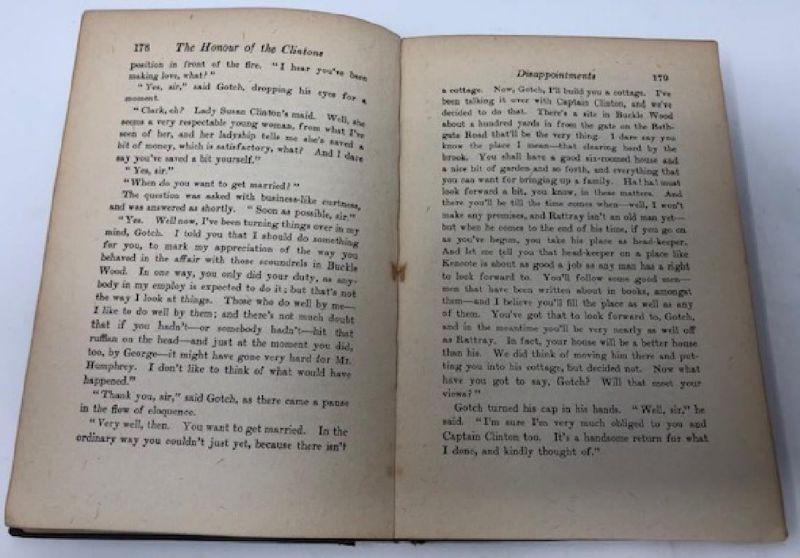 178 The Honour of the Clintons
position in front of the fire. "I hear you've been
making love, what?"
"Yes, sir," said Gotch, dropping his eyes for a
moment.
"Clark, eh? Lady Susan Clinton's maid. Well, she
seems a very respectable young woman, from what I've
seen of her, and her ladyship tells me she's saved a
bit of money, which is satisfactory, what? And I dare
say you've saved a bit yourself."
"Yes, sir."
"When do you want to get married?"
The question was asked with business-like curtness,
and was answered as shortly. "Soon as possible, sir."
"Yes. Well now, I've been turning things over in my
mind, Gotch. I told you that I should do something
for you, to mark my appreciation of the way you
behaved in the affair with those scoundrels in Buckle
Wood. In one way, you only did your duty, as any-
body in my employ is expected to do it; but that's not
the way I look at things. Those who do well by me—
I like to do well by them; and there's not much doubt
that if you hadn't—or somebody hadn't—hit that
ruffian on the head—and just at the moment you did,
too, by George—it might have gone very hard for Mr.
Humphrey. I don't like to think of what would have
happened."
"Thank you, sir," said Gotch, as there came a pause
in the flow of eloquence.
"Very well, then. You want to get married. In the
ordinary way you couldn't just yet, because there isn't
Disappointments 179
a cottage. Now, Gotch, I'll build you a cottage. I've
been talking it over with Captain Clinton, and we've
decided to do that. There's a site in Buckle Wood
about a hundred yards in from the gate on the Bath-
gate Road that'll be the very thing. I dare say you
know the place I mean—that clearing hard by the
brook. You shall have a good six-roomed house and
a nice bit of garden and so forth, and everything that
you can want for bringing up a family. Ha! ha! must
look forward a bit, you know, in these matters. And
there you'll be till the time comes when—well, I won't
make any promises, and Rattray isn't an old man yet—
but when he comes to the end of his time, if you go on
as you've begun, you take his place as head-keeper.
And let me tell you that head-keeper on a place like
Kencote is about as good a job as any man has a right
to look forward to. You'll follow some good men—
men that have been written about in books, amongst
them—and I believe you'll fill the place as well as any
of them. You've got that to look forward to, Gotch,
and in the meantime you'll be very nearly as well off
as Rattray. In fact, your house will be a better house
than his. We did think of moving him there and put-
ting you into his cottage, but decided not. Now what
have you got to say, Gotch? Will that meet your
views?"
Gotch turned his cap in his hands. "Well, sir," he
said. "I'm sure I'm very much obliged to you and
Captain Clinton too. It's a handsome return for what
I done, and kindly thought of."